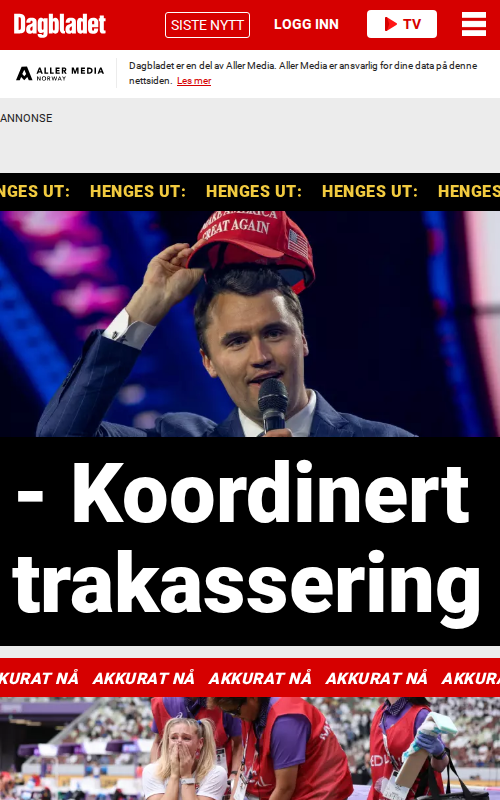 Dagbladet
SISTE NYTT
LOGG INN
TV
ALLER MEDIA
NORWAY
Dagbladet er en del av Aller Media. Aller Media er ansvarlig for dine data på denne
nettsiden. Les mer
ANNONSE
NGES UT: HENGES UT: HENGES UT: HENGES UT: HENGES
MAKE AMERICA
GREAT AGAIN
- Koordinert
trakassering
KURAT NÅ AKKURAT NÅ AKKURAT NÅ AKKURAT NÅ AKKURA